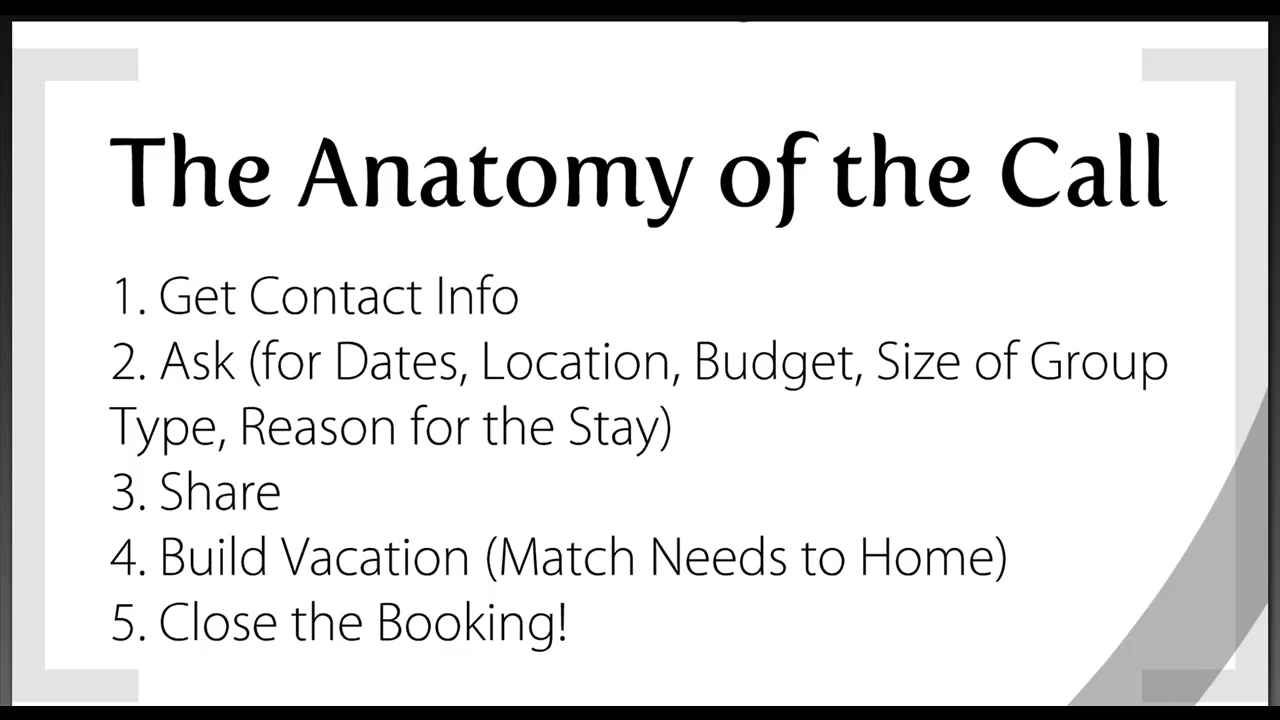 The Anatomy of the Call
1. Get Contact Info
2. Ask (for Dates, Location, Budget, Size of Group
Type, Reason for the Stay)
3. Share
4. Build Vacation (Match Needs to Home)
5. Close the Booking!